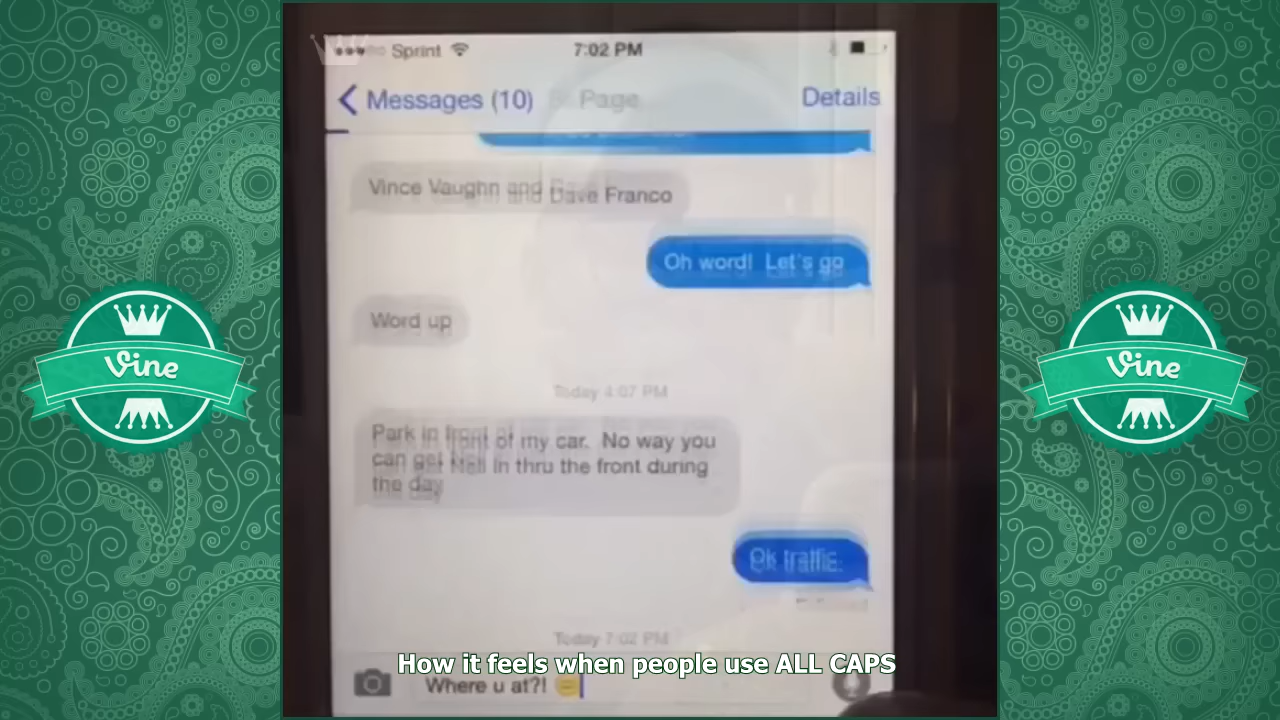 Sprint
7:02 PM
Messages (10)
Page
Details
Vince Vaughn and Dave Franco
Oh word! Let's go
Word up
Today 4:07 PM
Park in front of my car. No way you
can get in thru the front during
the day
Ok traffic.
Today 7:02 PM
How it feels when people use ALL CAPS
Where u at?! 😑
Vine
Vine